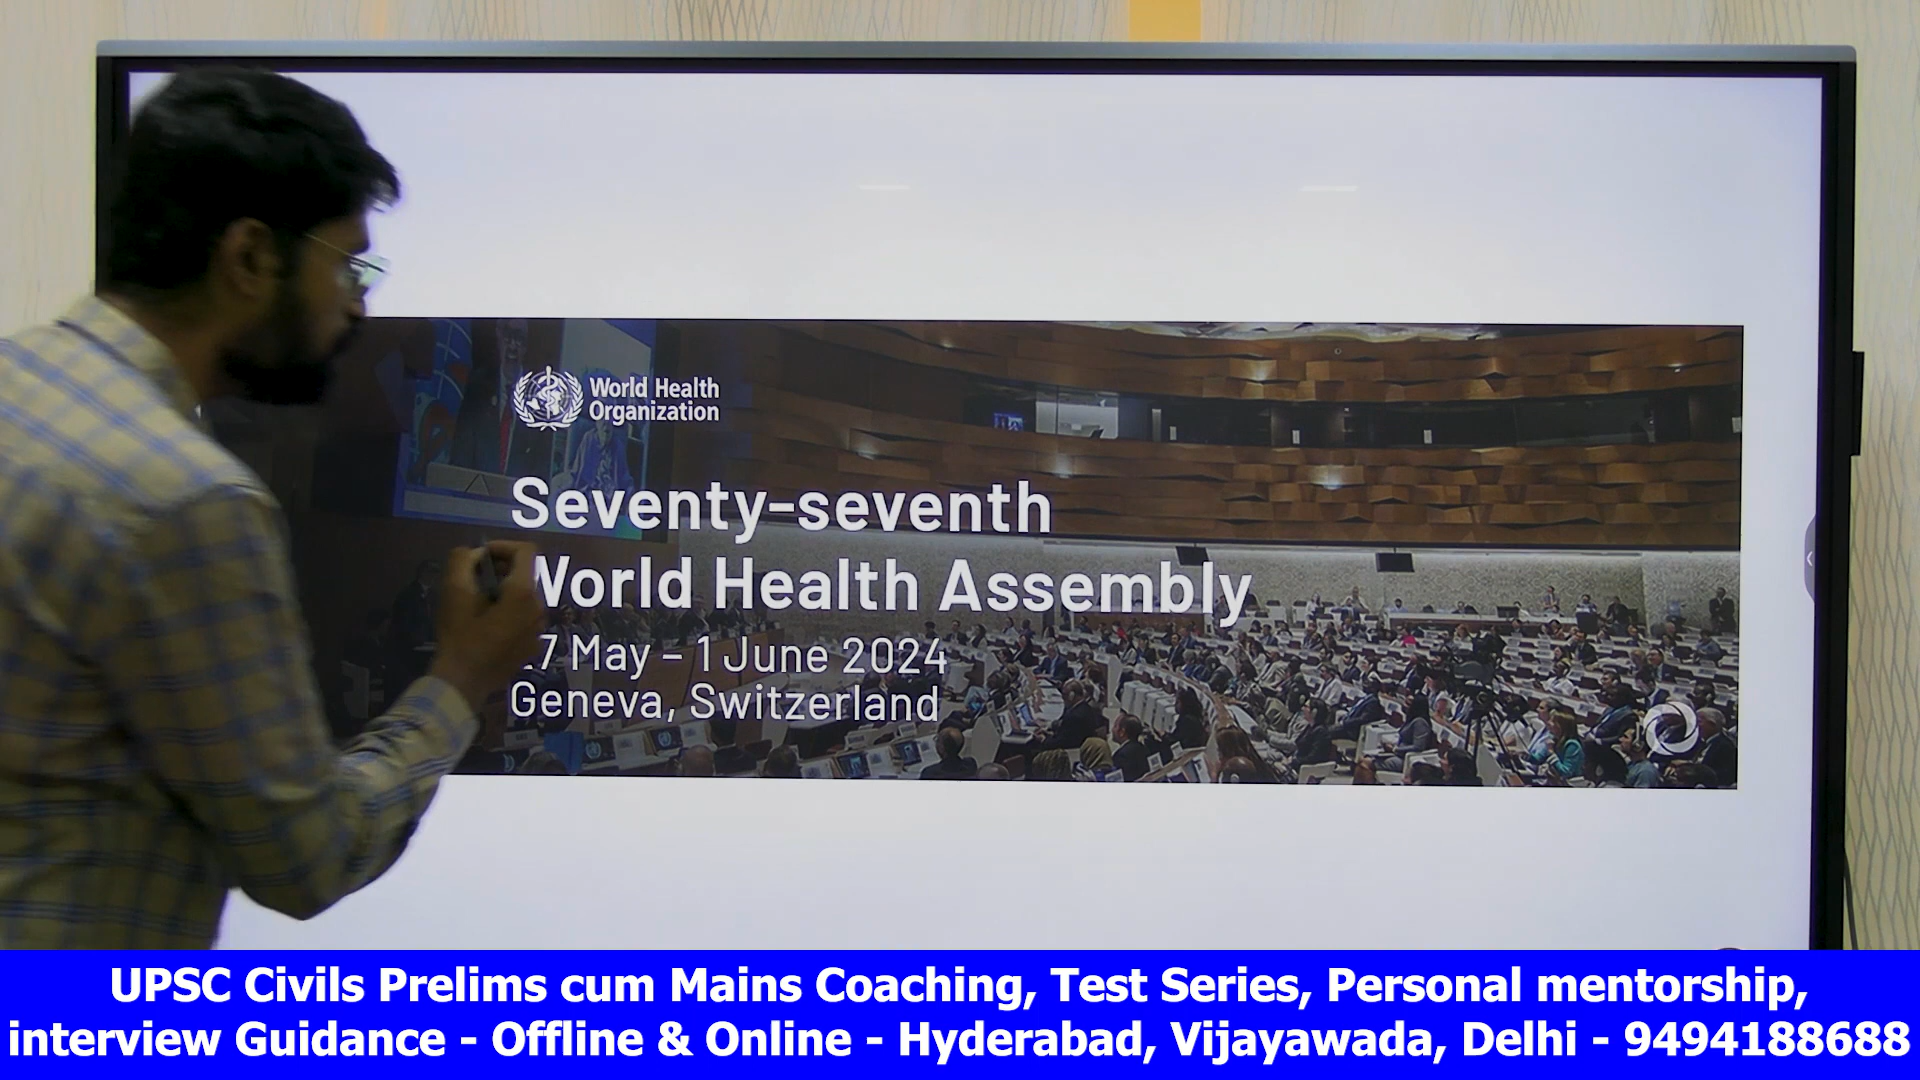 World Health
Organization
Seventy-seventh
World Health Assembly
7 May – 1 June 2024
Geneva, Switzerland
UPSC Civils Prelims cum Mains Coaching, Test Series, Personal mentorship,
interview Guidance - Offline & Online - Hyderabad, Vijayawada, Delhi - 9494188688